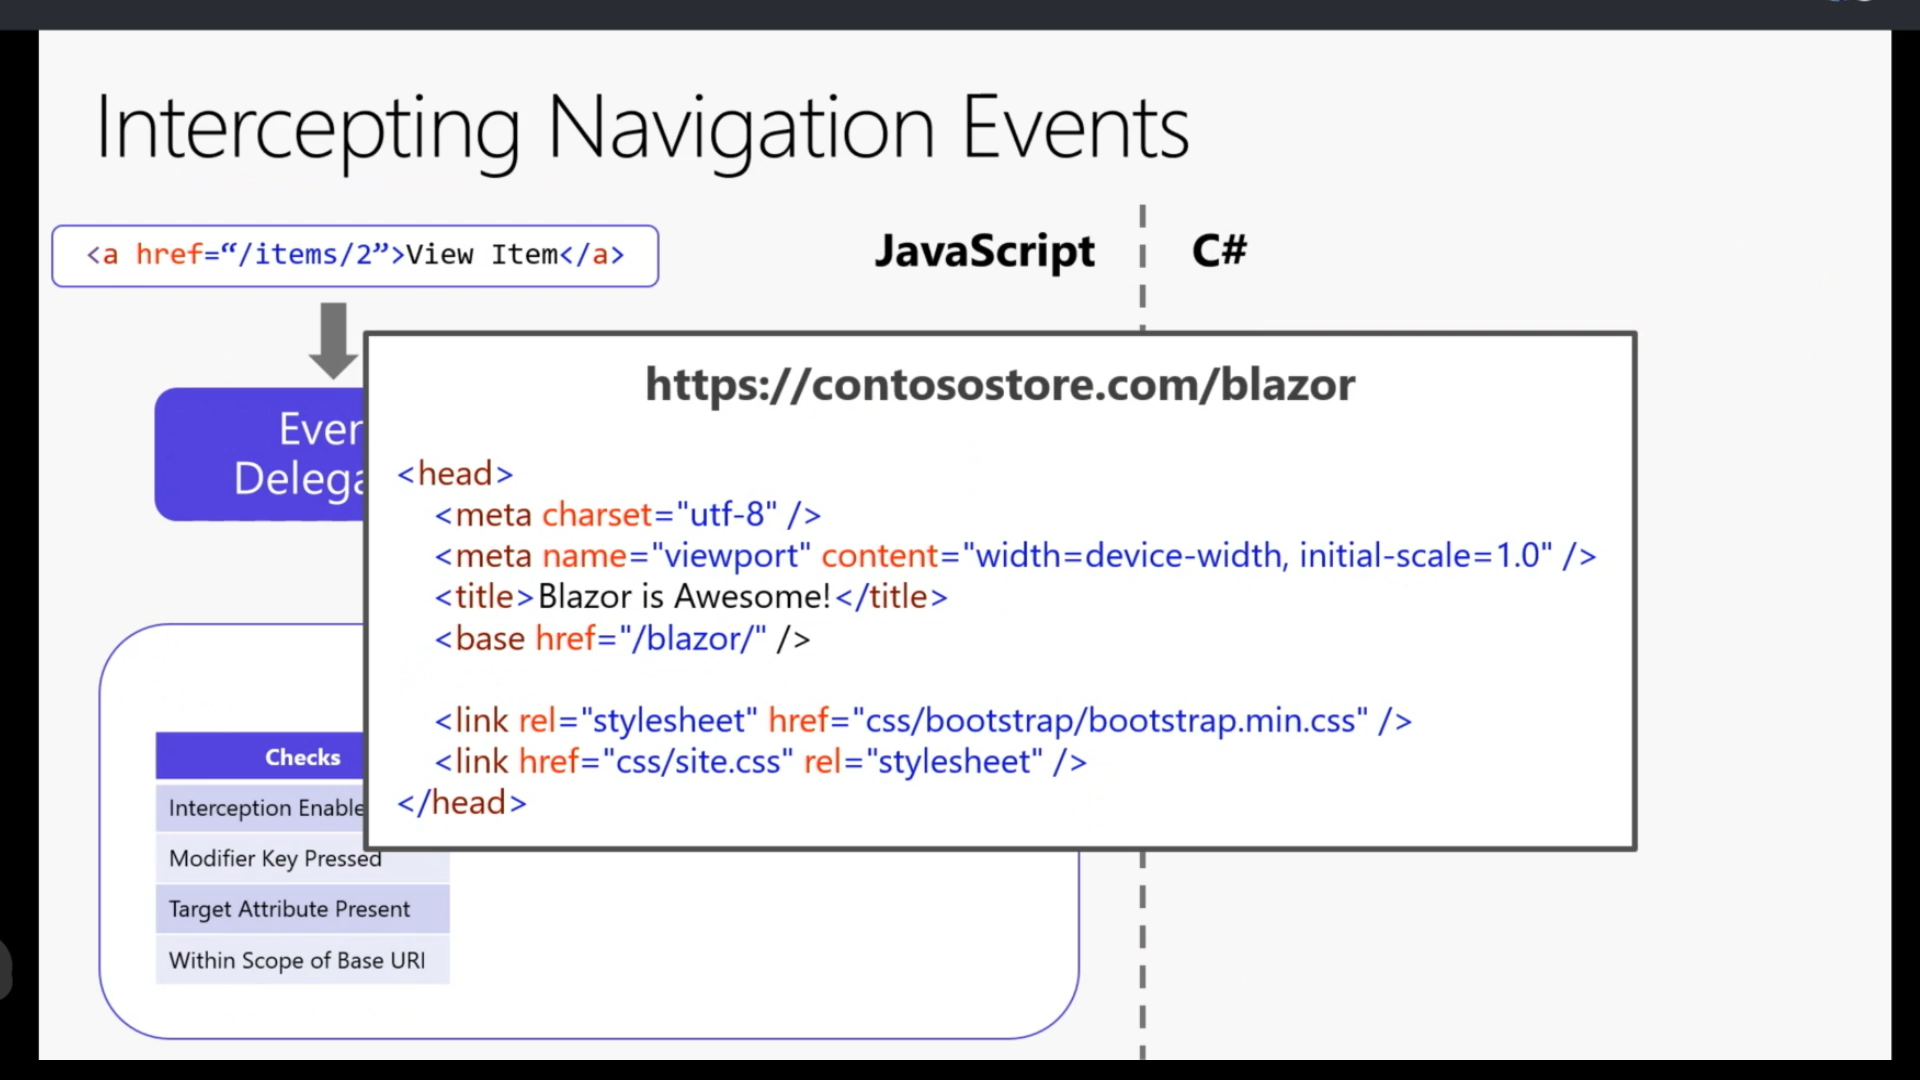 Intercepting Navigation Events
<a href=“/items/2”>View Item</a>
JavaScript
C#
https://contosostore.com/blazor
<head>
<meta charset="utf-8" />
<meta name="viewport" content="width=device-width, initial-scale=1.0" />
<title>Blazor is Awesome!</title>
<base href="/blazor/" />
<link rel="stylesheet" href="css/bootstrap/bootstrap.min.css" />
<link href="css/site.css" rel="stylesheet" />
</head>
Checks
Interception
Modifier Key Pressed
Target Attribute Present
Within Scope of Base URI